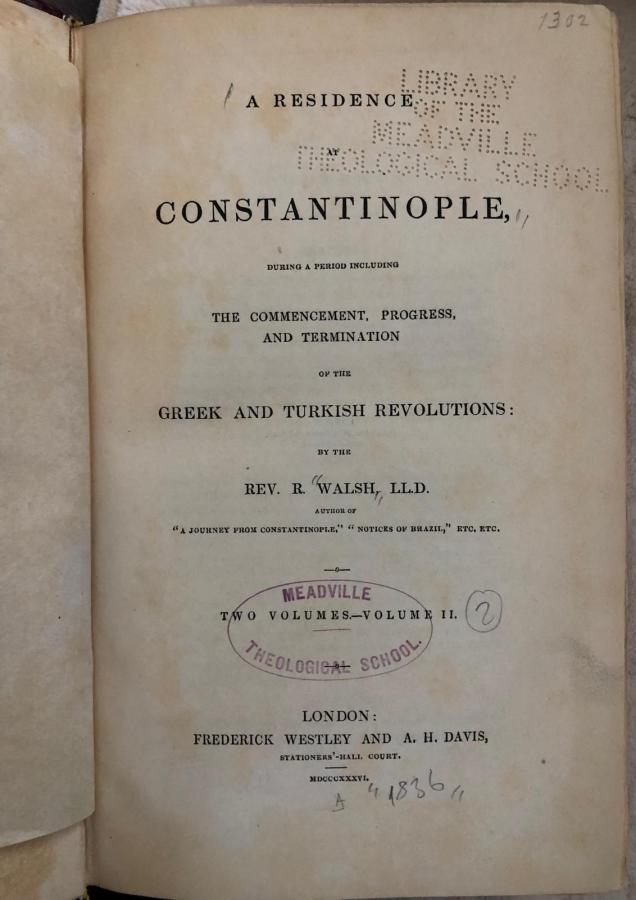 1302
LIBRARY
OF THE
MEADVILLE
THEOLOGICAL SCHOOL
A RESIDENCE
AT
CONSTANTINOPLE,
DURING A PERIOD INCLUDING
THE COMMENCEMENT, PROGRESS,
AND TERMINATION
OF THE
GREEK AND TURKISH REVOLUTIONS:
BY THE
REV. R. WALSH, LL.D.
AUTHOR OF
"A JOURNEY FROM CONSTANTINOPLE," "NOTICES OF BRAZIL," ETC. ETC.
MEADVILLE
TWO VOLUMES.—VOLUME II. 2
THEOLOGICAL SCHOOL.
LONDON:
FREDERICK WESTLEY AND A. H. DAVIS,
STATIONERS'-HALL COURT.
MDCCCXXXVI.
A "1836"